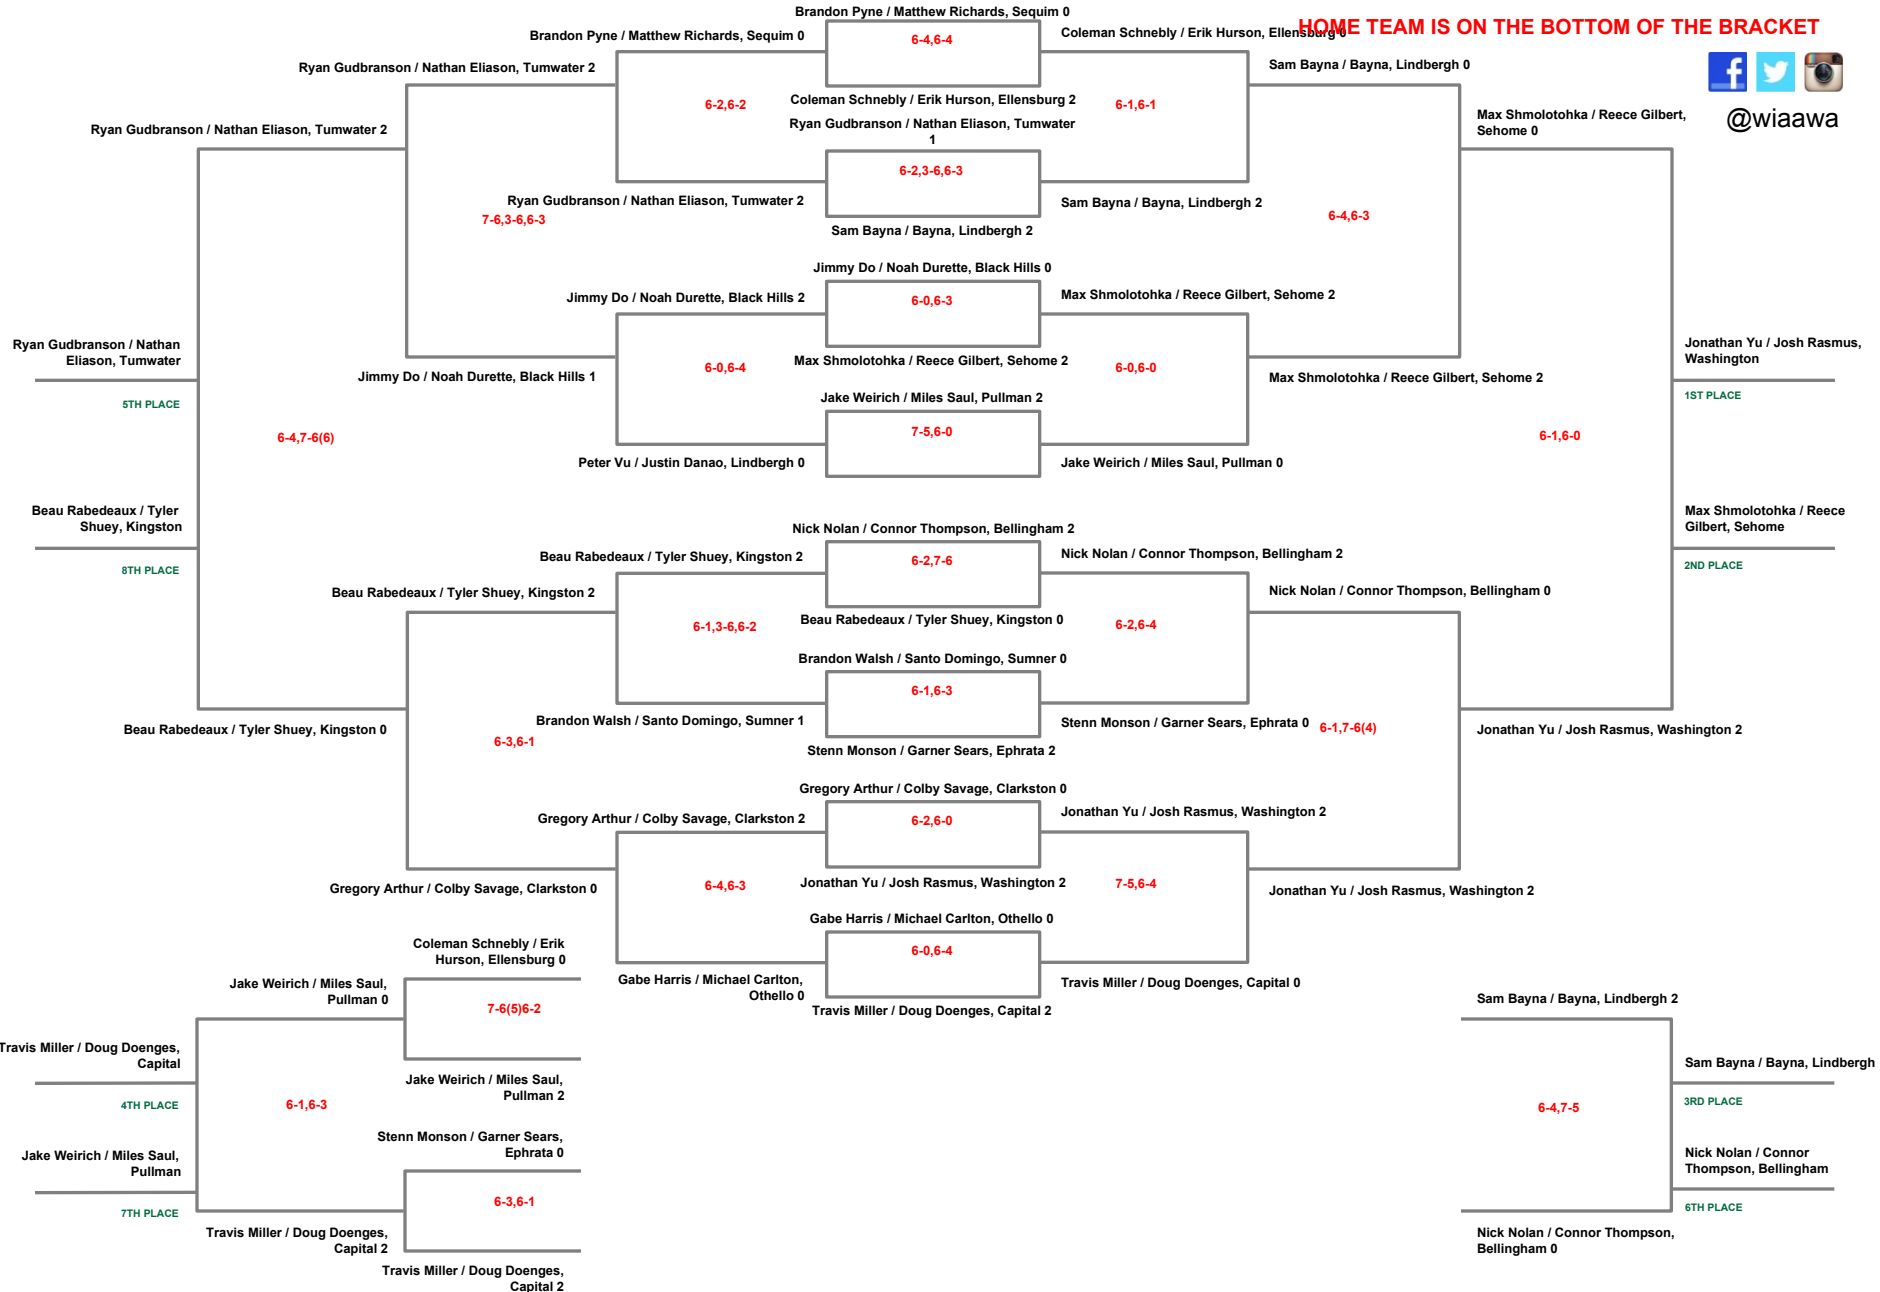 Brandon Pyne / Matthew Richards, Sequim 0
HOME TEAM IS ON THE BOTTOM OF THE BRACKET
Brandon Pyne / Matthew Richards, Sequim 0
6-4,6-4
Coleman Schnebly / Erik Hurson, Ellensburg 0
Ryan Gudbranson / Nathan Eliason, Tumwater 2
Sam Bayna / Bayna, Lindbergh 0
6-2,6-2
Coleman Schnebly / Erik Hurson, Ellensburg 2
6-1,6-1
Max Shmolotohka / Reece Gilbert,
Sehome 0
@wiaawa
Ryan Gudbranson / Nathan Eliason, Tumwater 2
Ryan Gudbranson / Nathan Eliason, Tumwater
1
6-2,3-6,6-3
Ryan Gudbranson / Nathan Eliason, Tumwater 2
Sam Bayna / Bayna, Lindbergh 2
7-6,3-6,6-3
6-4,6-3
Sam Bayna / Bayna, Lindbergh 2
Jimmy Do / Noah Durette, Black Hills 0
Jimmy Do / Noah Durette, Black Hills 2
6-0,6-3
Max Shmolotohka / Reece Gilbert, Sehome 2
Ryan Gudbranson / Nathan
Eliason, Tumwater
Jonathan Yu / Josh Rasmus,
Washington
Max Shmolotohka / Reece Gilbert, Sehome 2
6-0,6-4
6-0,6-0
Jimmy Do / Noah Durette, Black Hills 1
Max Shmolotohka / Reece Gilbert, Sehome 2
5TH PLACE
Jake Weirich / Miles Saul, Pullman 2
1ST PLACE
6-4,7-6(6)
7-5,6-0
6-1,6-0
Peter Vu / Justin Danao, Lindbergh 0
Jake Weirich / Miles Saul, Pullman 0
Beau Rabedeaux / Tyler
Shuey, Kingston
Nick Nolan / Connor Thompson, Bellingham 2
Max Shmolotohka / Reece
Gilbert, Sehome
Beau Rabedeaux / Tyler Shuey, Kingston 2
6-2,7-6
Nick Nolan / Connor Thompson, Bellingham 2
8TH PLACE
2ND PLACE
Beau Rabedeaux / Tyler Shuey, Kingston 2
Nick Nolan / Connor Thompson, Bellingham 0
6-1,3-6,6-2
Beau Rabedeaux / Tyler Shuey, Kingston 0
6-2,6-4
Brandon Walsh / Santo Domingo, Sumner 0
6-1,6-3
Beau Rabedeaux / Tyler Shuey, Kingston 0
Brandon Walsh / Santo Domingo, Sumner 1
Stenn Monson / Garner Sears, Ephrata 0
6-1,7-6(4)
Jonathan Yu / Josh Rasmus, Washington 2
6-3,6-1
Stenn Monson / Garner Sears, Ephrata 2
Gregory Arthur / Colby Savage, Clarkston 0
Gregory Arthur / Colby Savage, Clarkston 2
6-2,6-0
Jonathan Yu / Josh Rasmus, Washington 2
Gregory Arthur / Colby Savage, Clarkston 0
6-4,6-3
Jonathan Yu / Josh Rasmus, Washington 2
7-5,6-4
Jonathan Yu / Josh Rasmus, Washington 2
Gabe Harris / Michael Carlton, Othello 0
6-0,6-4
Coleman Schnebly / Erik
Hurson, Ellensburg 0
Gabe Harris / Michael Carlton,
Othello 0
Travis Miller / Doug Doenges, Capital 0
Jake Weirich / Miles Saul,
Pullman 0
7-6(5)6-2
Travis Miller / Doug Doenges, Capital 2
Sam Bayna / Bayna, Lindbergh 2
Travis Miller / Doug Doenges,
Capital
Sam Bayna / Bayna, Lindbergh
Jake Weirich / Miles Saul,
Pullman 2
4TH PLACE
6-1,6-3
6-4,7-5
3RD PLACE
Stenn Monson / Garner Sears,
Ephrata 0
Jake Weirich / Miles Saul,
Pullman
Nick Nolan / Connor
Thompson, Bellingham
6-3,6-1
7TH PLACE
6TH PLACE
Travis Miller / Doug Doenges,
Capital 2
Nick Nolan / Connor Thompson,
Bellingham 0
Travis Miller / Doug Doenges,
Capital 2